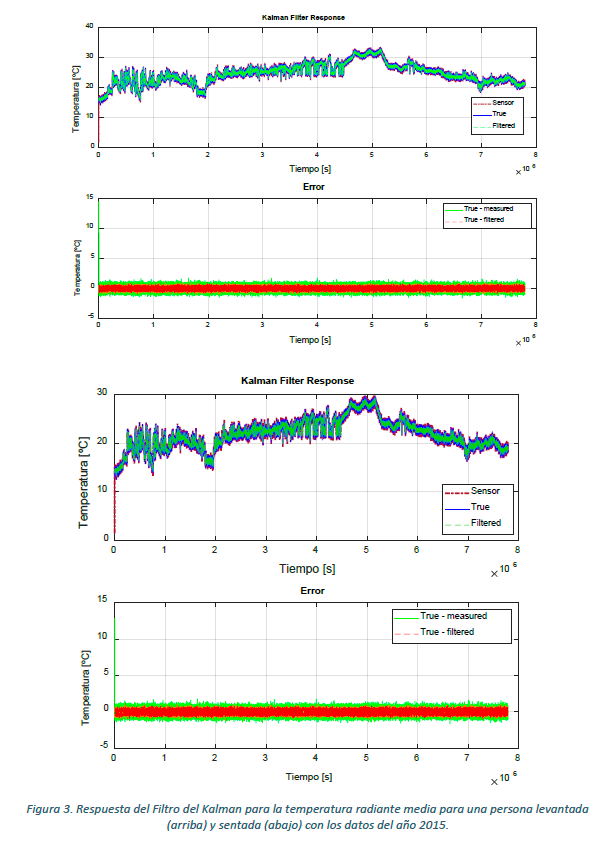 Kalman Filter Response
40
30
20
10
0
Temperatura [ºC]
Sensor
True
Filtered
0 1 2 3 4 5 6 7 8
Tiempo [s]
×10 6
Error
15
10
5
0
-5
Temperatura [ºC]
True - measured
True - filtered
0 1 2 3 4 5 6 7 8
Tiempo [s]
×10 6
Kalman Filter Response
30
20
10
0
Temperatura [ºC]
Sensor
True
Filtered
0 1 2 3 4 5 6 7 8
Tiempo [s]
×10 6
Error
15
10
5
0
-5
Temperatura [ºC]
True - measured
True - filtered
0 1 2 3 4 5 6 7 8
Tiempo [s]
×10 6
Figura 3. Respuesta del Filtro del Kalman para la temperatura radiante media para una persona levantada
(arriba) y sentada (abajo) con los datos del año 2015.